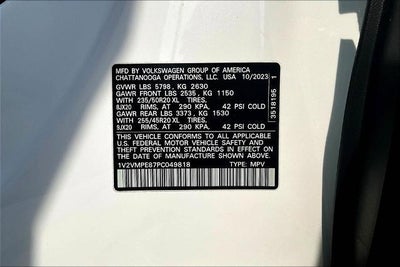 MFD BY VOLKSWAGEN GROUP OF AMERICA
CHATTANOOGA OPERATIONS, LLC. USA 10/2023
GVWR LBS 5798, KG 2630
GAWR FRONT LBS 2535, KG 1150
WITH 235/50R20 XL TIRES,
8JX20 RIMS, AT 290 KPA, 42 PSI COLD
GAWR REAR LBS 3373, KG 1530
WITH 255/45R20 XL TIRES,
9JX20 RIMS, AT 290 KPA, 42 PSI COLD
THIS VEHICLE CONFORMS TO ALL APPLICABLE
U.S. FEDERAL MOTOR VEHICLE SAFETY AND
THEFT PREVENTION STANDARDS IN EFFECT ON THE
DATE OF MANUFACTURE SHOWN ABOVE.
1V2VMPE87PC049818 TYPE: MPV
3518195 1